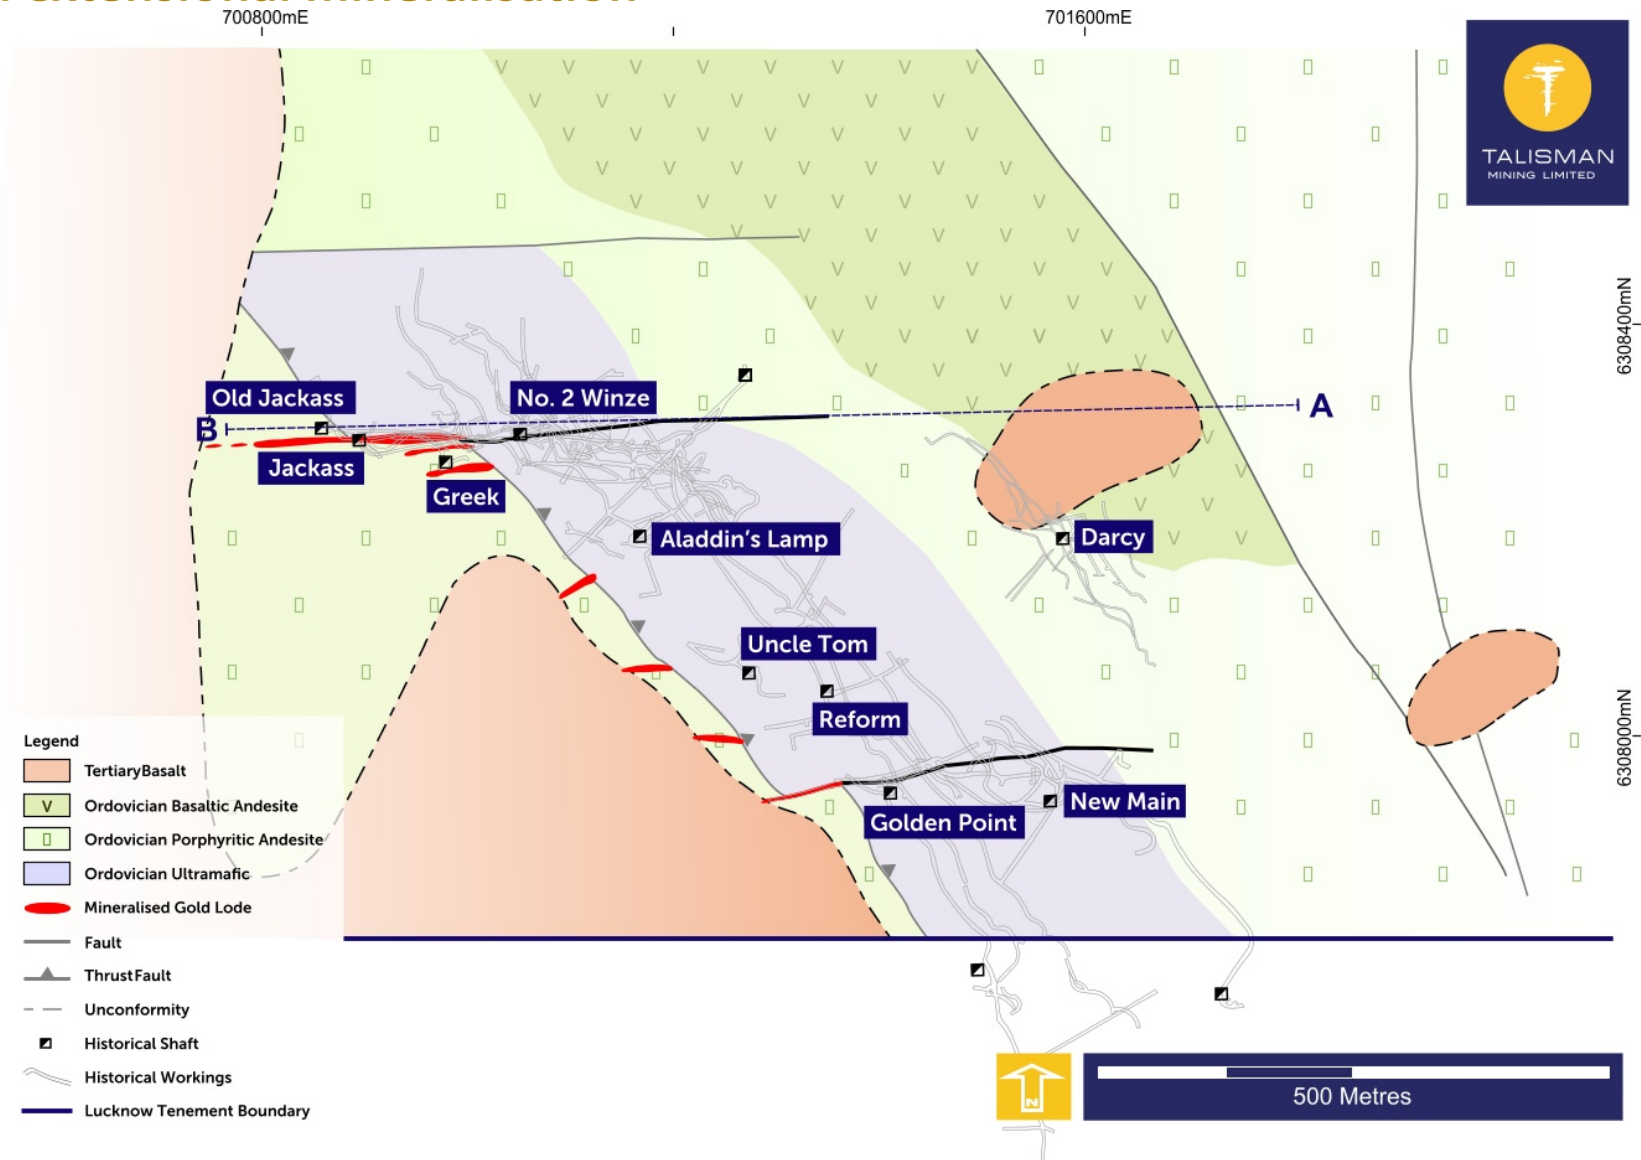 700800mE
701600mE
TALISMAN
MINING LIMITED
6308400mN
Old Jackass
No. 2 Winze
B
A
Jackass
Greek
Aladdin's Lamp
Darcy
Uncle Tom
Reform
630800mN
Golden Point
New Main
Legend
TertiaryBasalt
V Ordovician Basaltic Andesite
Ordovician Porphyritic Andesite
Ordovician Ultramafic
Mineralised Gold Lode
Fault
ThrustFault
Unconformity
Historical Shaft
Historical Workings
Lucknow Tenement Boundary
N
500 Metres